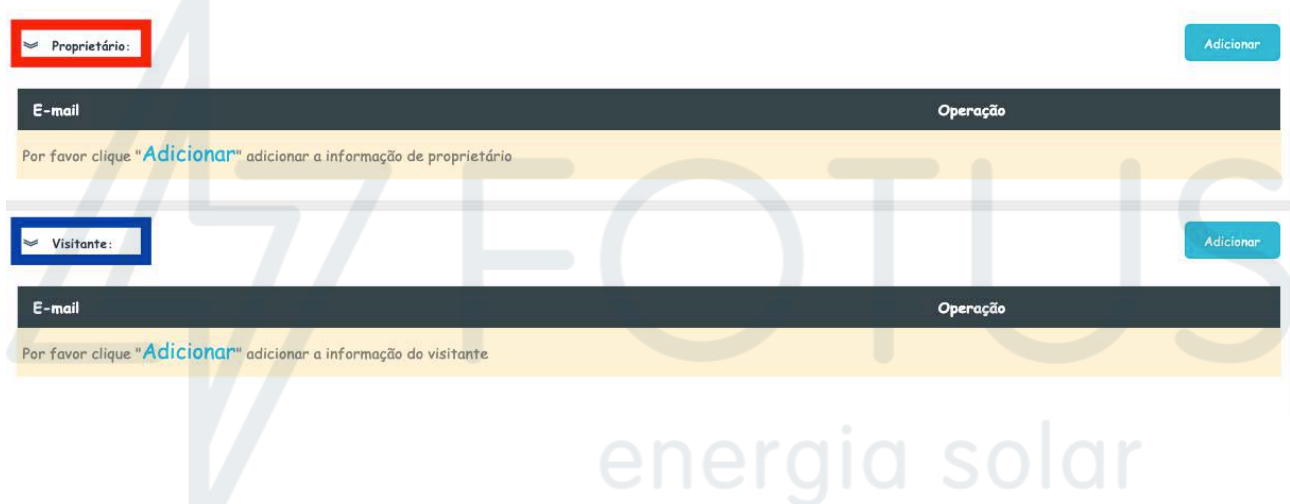 Proprietário:
Adicionar
E-mail Operação
Por favor clique "Adicionar" adicionar a informação de proprietário
FOTUS
Visitante:
Adicionar
E-mail Operação
Por favor clique "Adicionar" adicionar a informação do visitante
energia solar